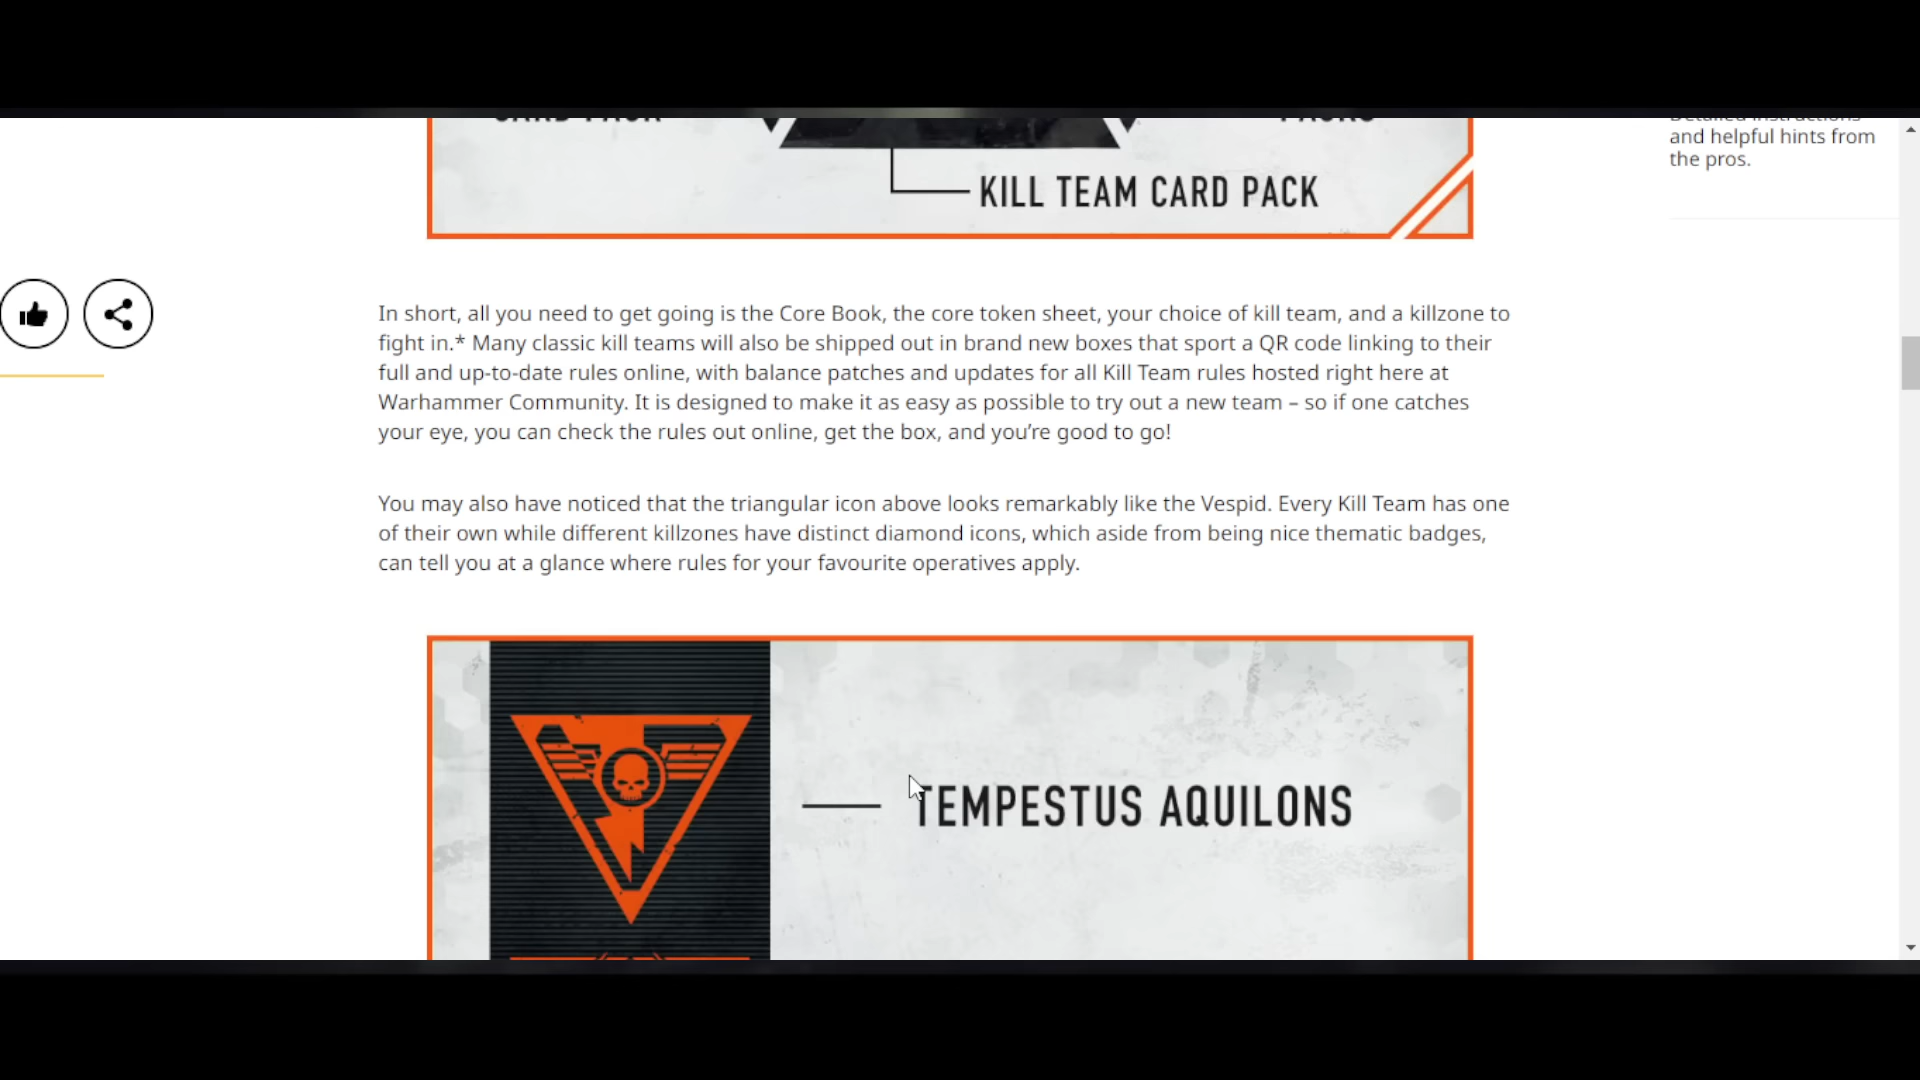 KILL TEAM CARD PACK
and helpful hints from
the pros.
In short, all you need to get going is the Core Book, the core token sheet, your choice of kill team, and a killzone to
fight in.* Many classic kill teams will also be shipped out in brand new boxes that sport a QR code linking to their
full and up-to-date rules online, with balance patches and updates for all Kill Team rules hosted right here at
Warhammer Community. It is designed to make it as easy as possible to try out a new team – so if one catches
your eye, you can check the rules out online, get the box, and you’re good to go!
You may also have noticed that the triangular icon above looks remarkably like the Vespid. Every Kill Team has one
of their own while different killzones have distinct diamond icons, which aside from being nice thematic badges,
can tell you at a glance where rules for your favourite operatives apply.
TEMPESTUS AQUILONS